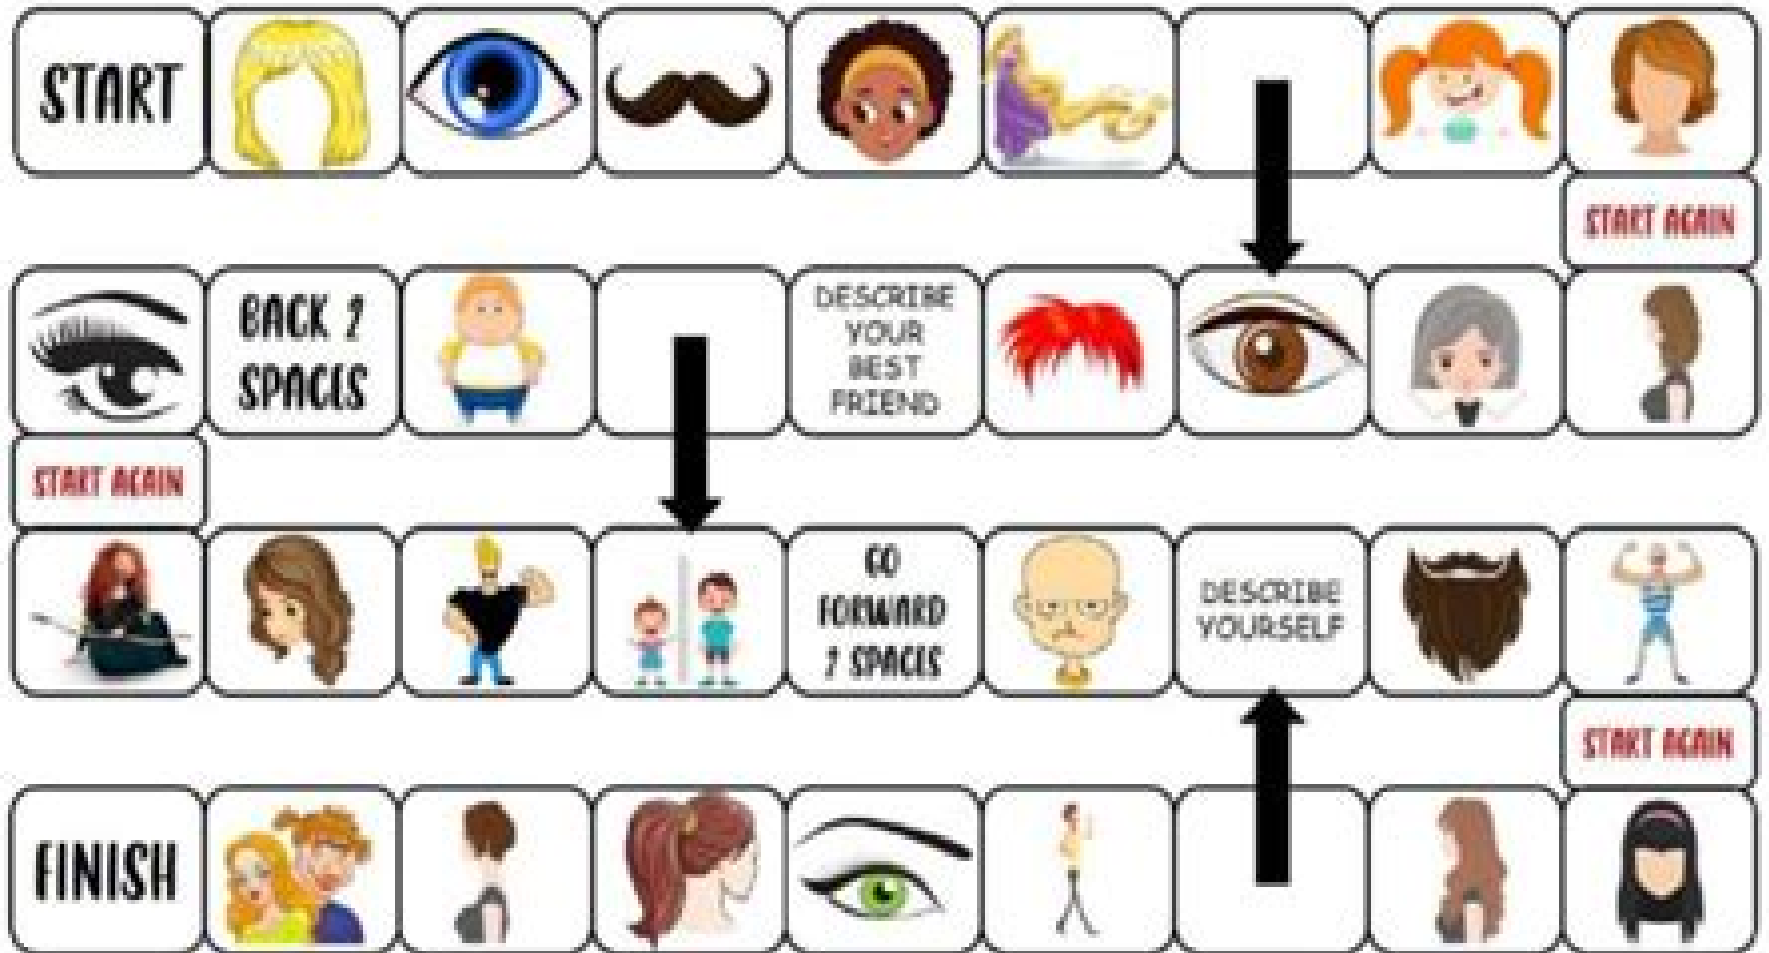 START
START AGAIN
BACK 2
SPACES
DESCRIBE
YOUR
BEST
FRIEND
START AGAIN
GO
FORWARD
2 SPACES
DESCRIBE
YOURSELF
START AGAIN
FINISH